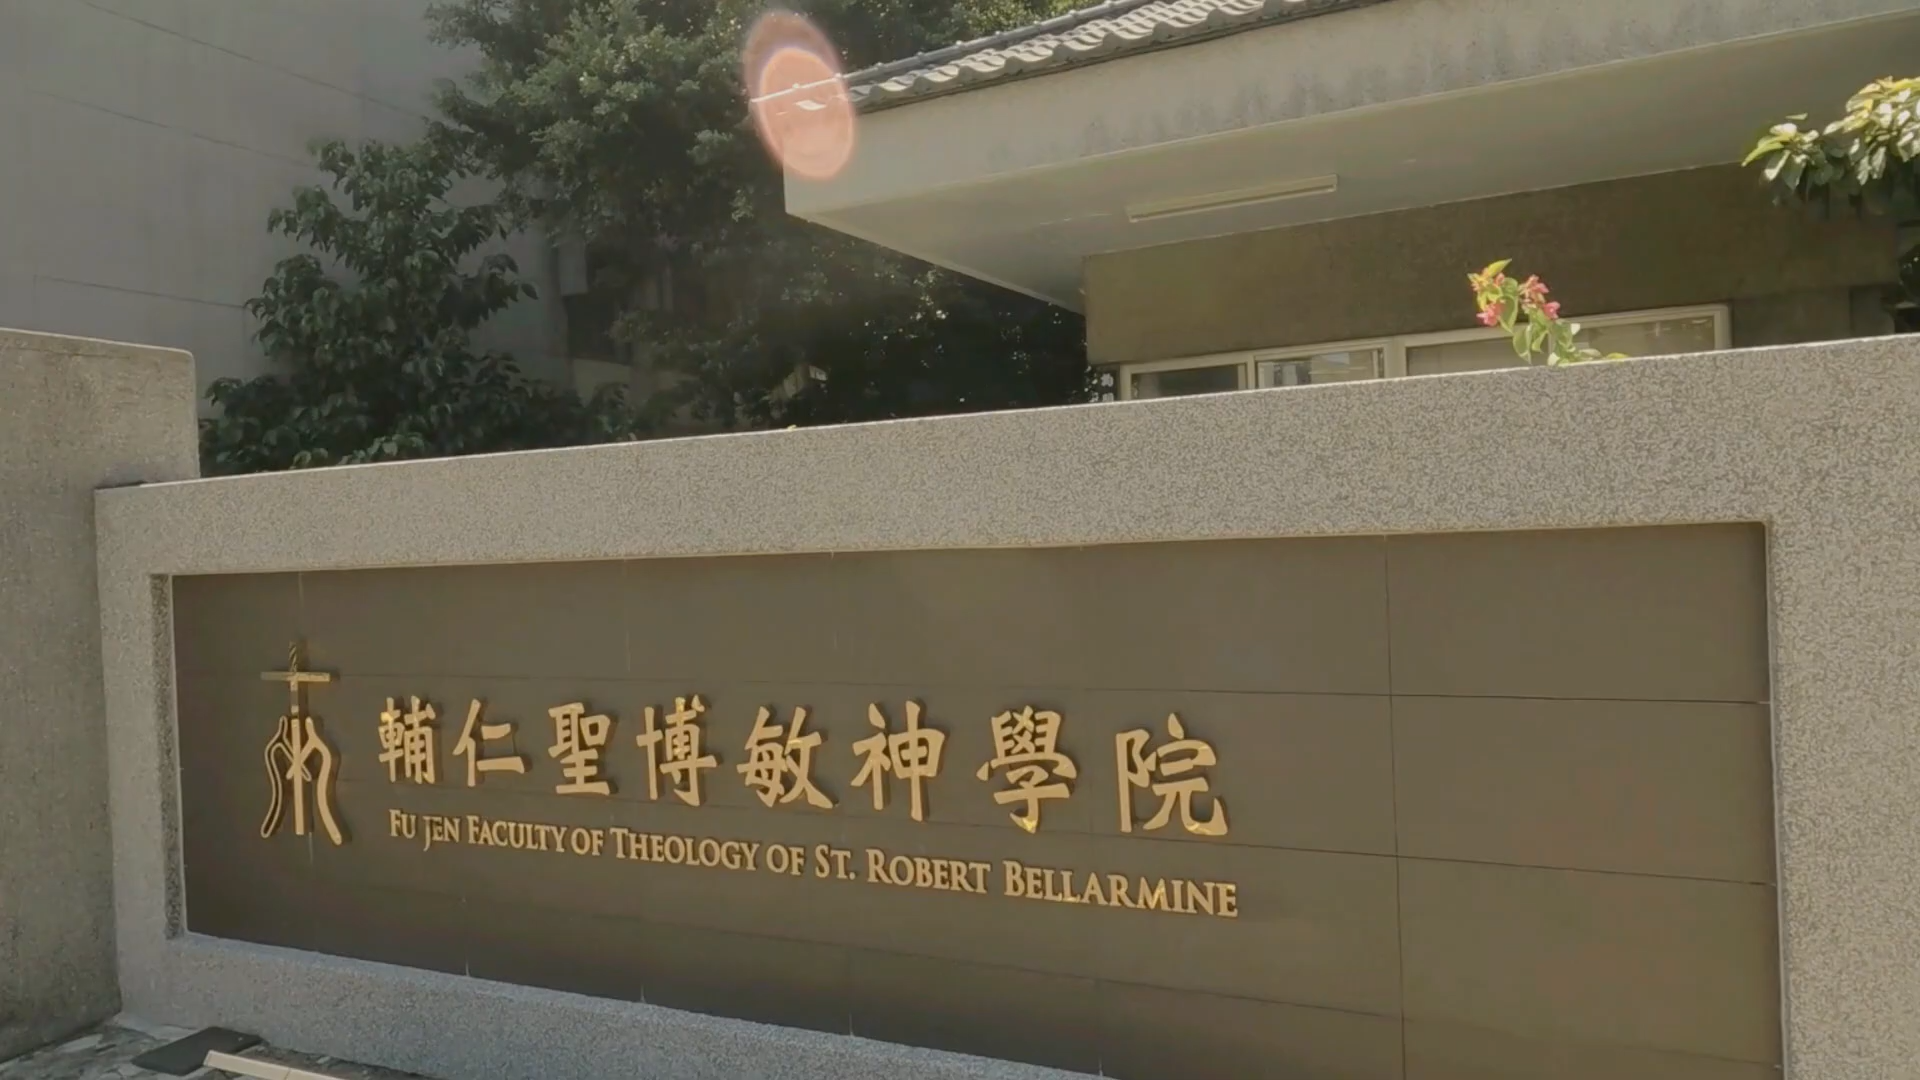 輔仁聖博敏神學院
FU JEN FACULTY OF THEOLOGY OF ST. ROBERT BELLARMINE